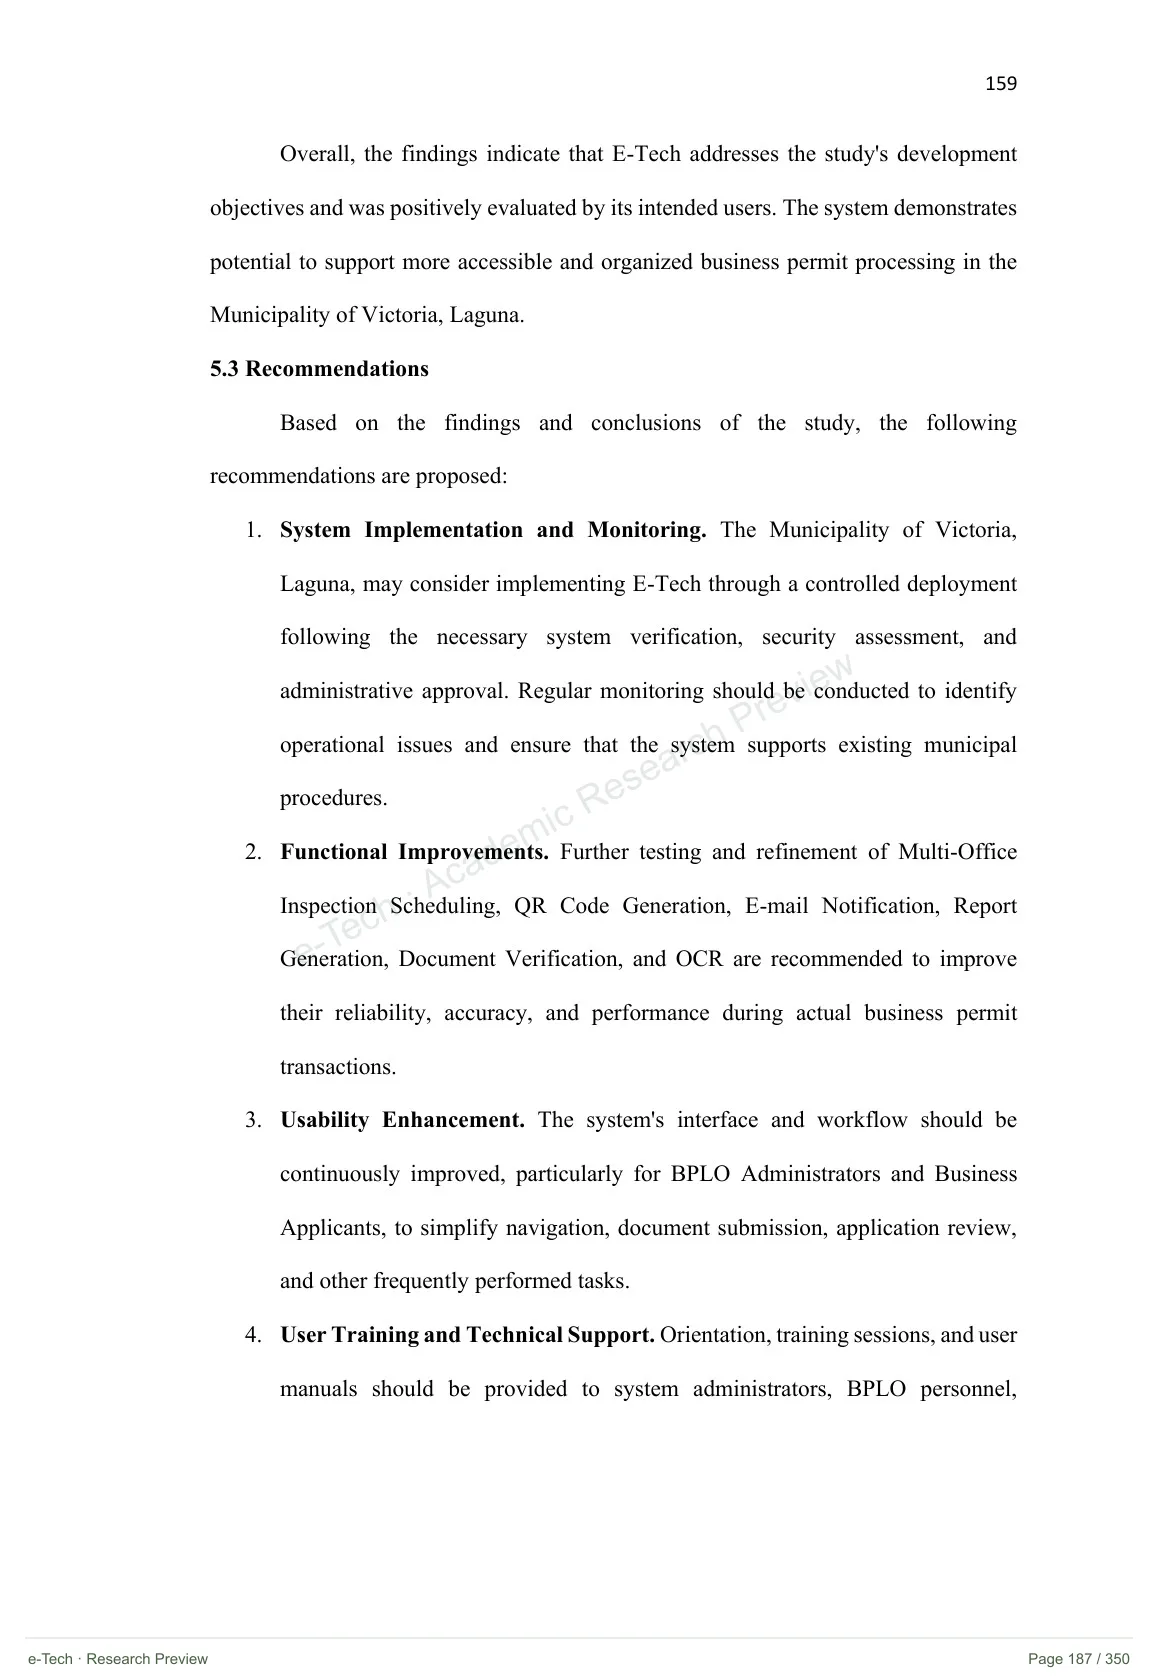 159
Overall, the findings indicate that E-Tech addresses the study's development
objectives and was positively evaluated by its intended users. The system demonstrates
potential to support more accessible and organized business permit processing in the
Municipality of Victoria, Laguna.
5.3 Recommendations
Based on the findings and conclusions of the study, the following
recommendations are proposed:
1. System Implementation and Monitoring. The Municipality of Victoria,
Laguna, may consider implementing E-Tech through a controlled deployment
following the necessary system verification, security assessment, and
administrative approval. Regular monitoring should be conducted to identify
operational issues and ensure that the system supports existing municipal
procedures.
2. Functional Improvements. Further testing and refinement of Multi-Office
Inspection Scheduling, QR Code Generation, E-mail Notification, Report
Generation, Document Verification, and OCR are recommended to improve
their reliability, accuracy, and performance during actual business permit
transactions.
3. Usability Enhancement. The system's interface and workflow should be
continuously improved, particularly for BPLO Administrators and Business
Applicants, to simplify navigation, document submission, application review,
and other frequently performed tasks.
4. User Training and Technical Support. Orientation, training sessions, and user
manuals should be provided to system administrators, BPLO personnel,
e-Tech · Academic Research Preview
e-Tech · Research Preview
Page 187 / 350